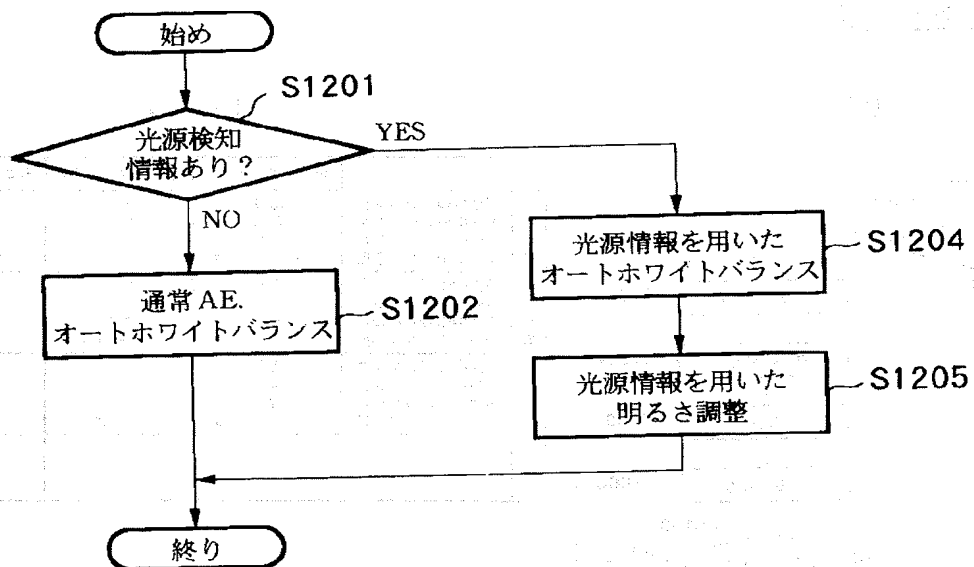 始め
S1201
光源検知
情報あり？
YES
NO
通常AE.
オートホワイトバランス
S1202
光源情報を用いた
オートホワイトバランス
S1204
光源情報を用いた
明るさ調整
S1205
終り